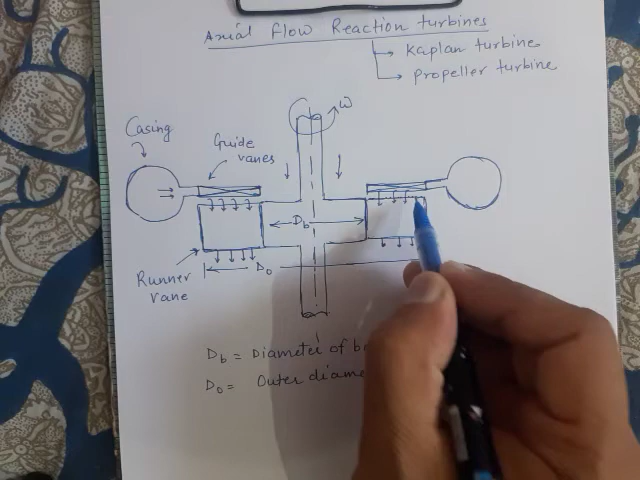 Axial Flow Reaction turbines
Kaplan turbine
Propeller turbine
ω
Casing
Guide
vanes
Db
Runner
vane
Do
Db = Diameter of b
Do = Outer diame